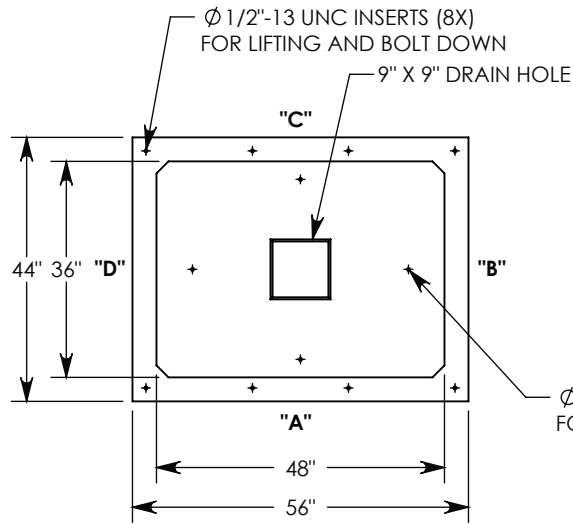 Ø 1/2"-13 UNC INSERTS (8X)
FOR LIFTING AND BOLT DOWN
9" X 9" DRAIN HOLE
"C"
44"
36"
"D"
"B"
Ø
"A"
48"
56"